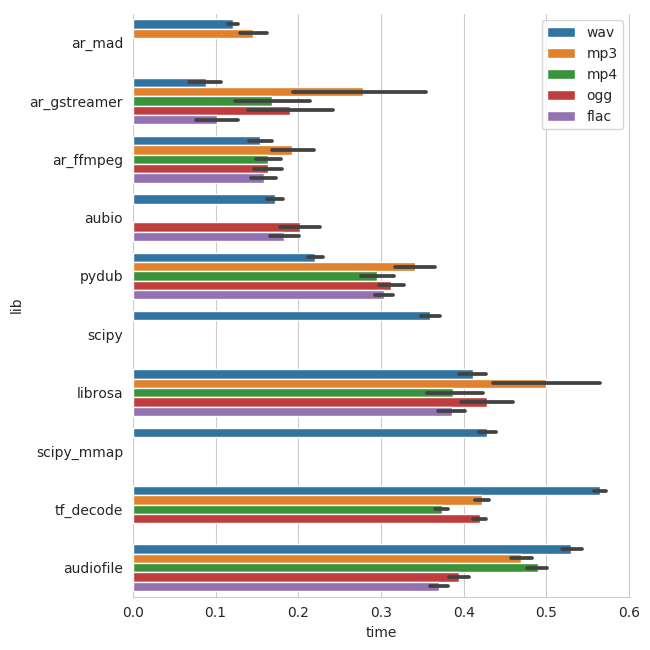 wav
mp3
mp4
ogg
flac
ar_mad
ar_gstreamer
ar_ffmpeg
aubio
pydub
scipy
librosa
scipy_mmap
tf_decode
audiofile
lib
0.0 0.1 0.2 0.3 0.4 0.5 0.6
time